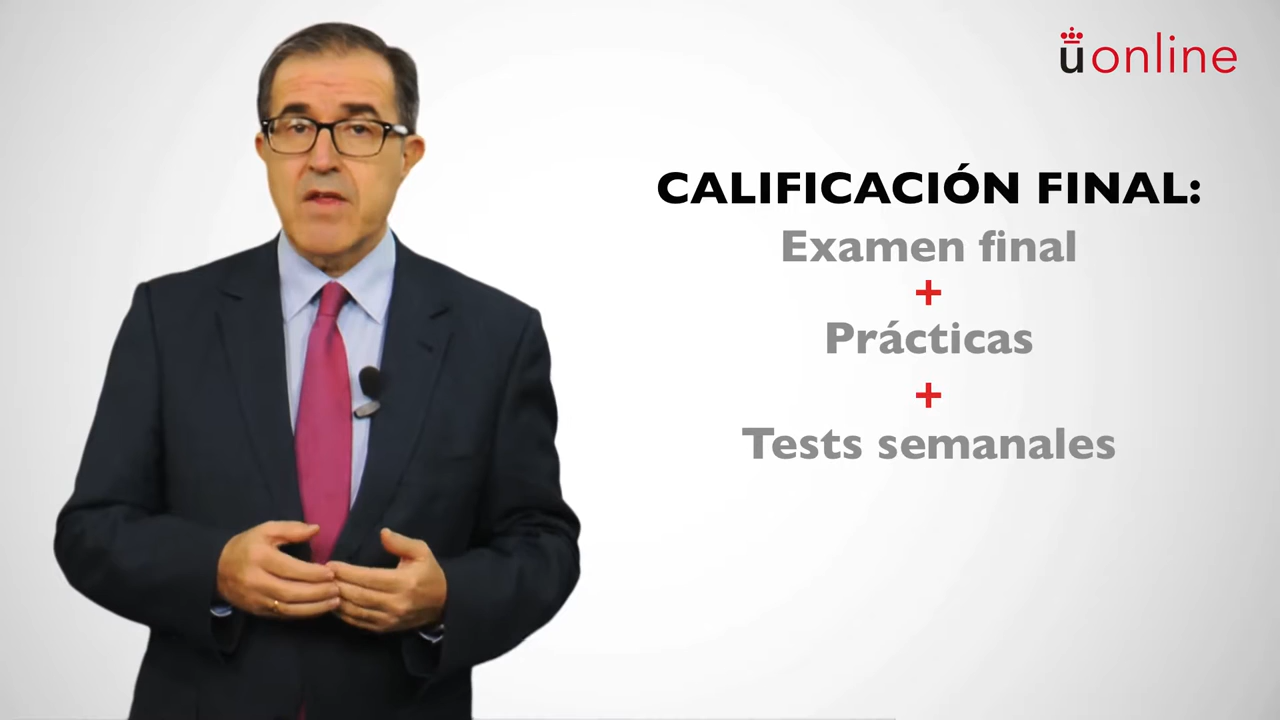 uonline
CALIFICACIÓN FINAL:
Examen final
+
Prácticas
+
Tests semanales